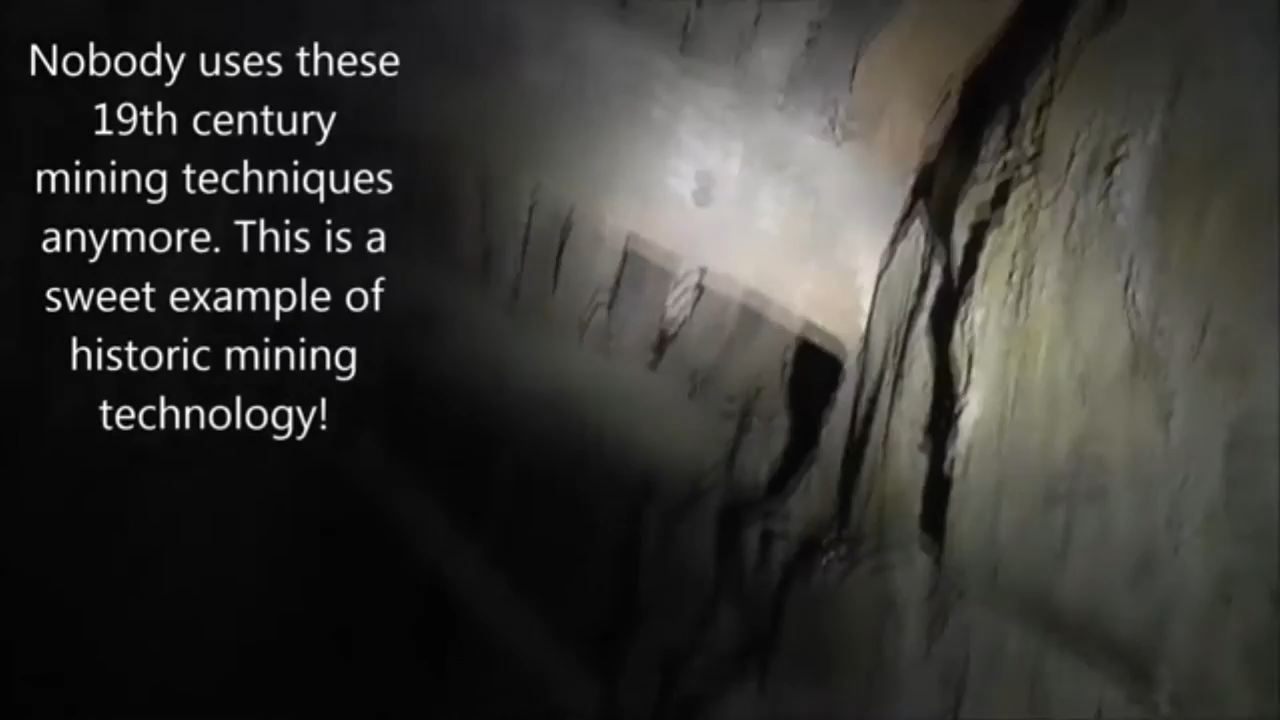 Nobody uses these
19th century
mining techniques
anymore. This is a
sweet example of
historic mining
technology!